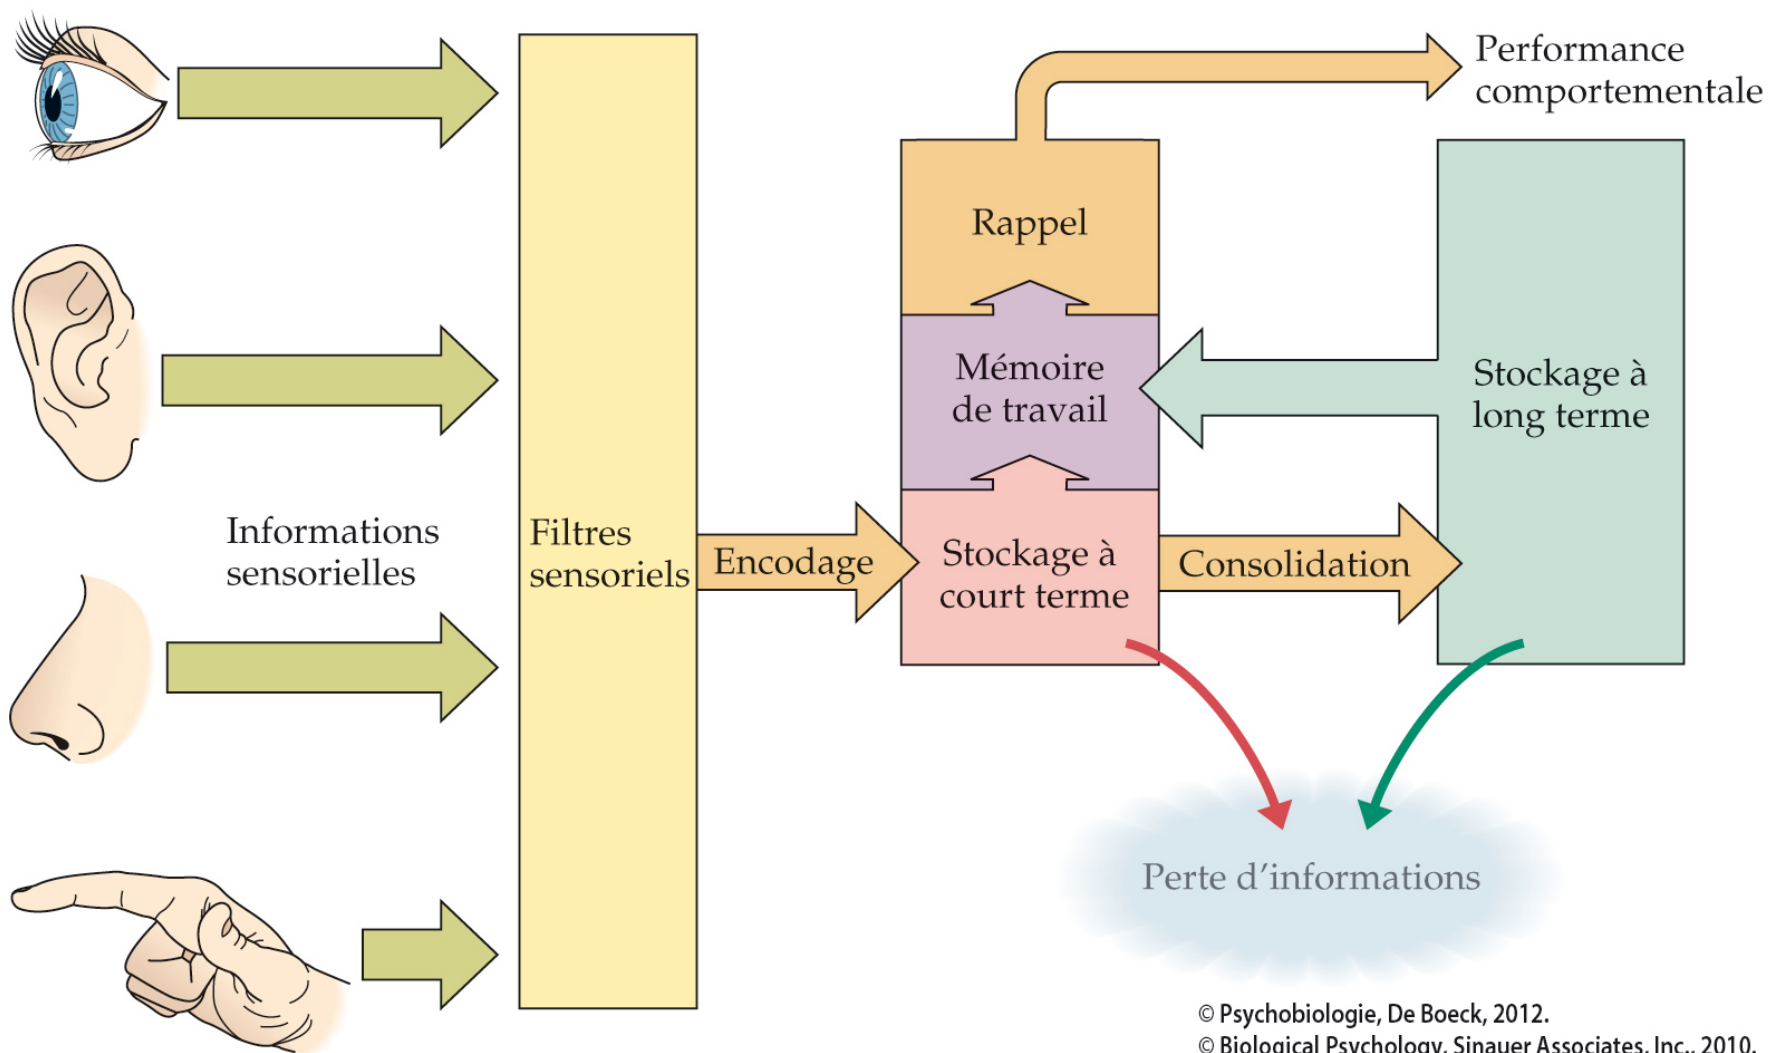 Performance
comportementale
Rappel
Mémoire
de travail
Stockage à
long terme
Informations
sensorielles
Filtres
sensoriels
Encodage
Stockage à
court terme
Consolidation
Perte d’informations
© Psychobiologie, De Boeck, 2012.
© Biological Psychology, Sinauer Associates, Inc., 2010.